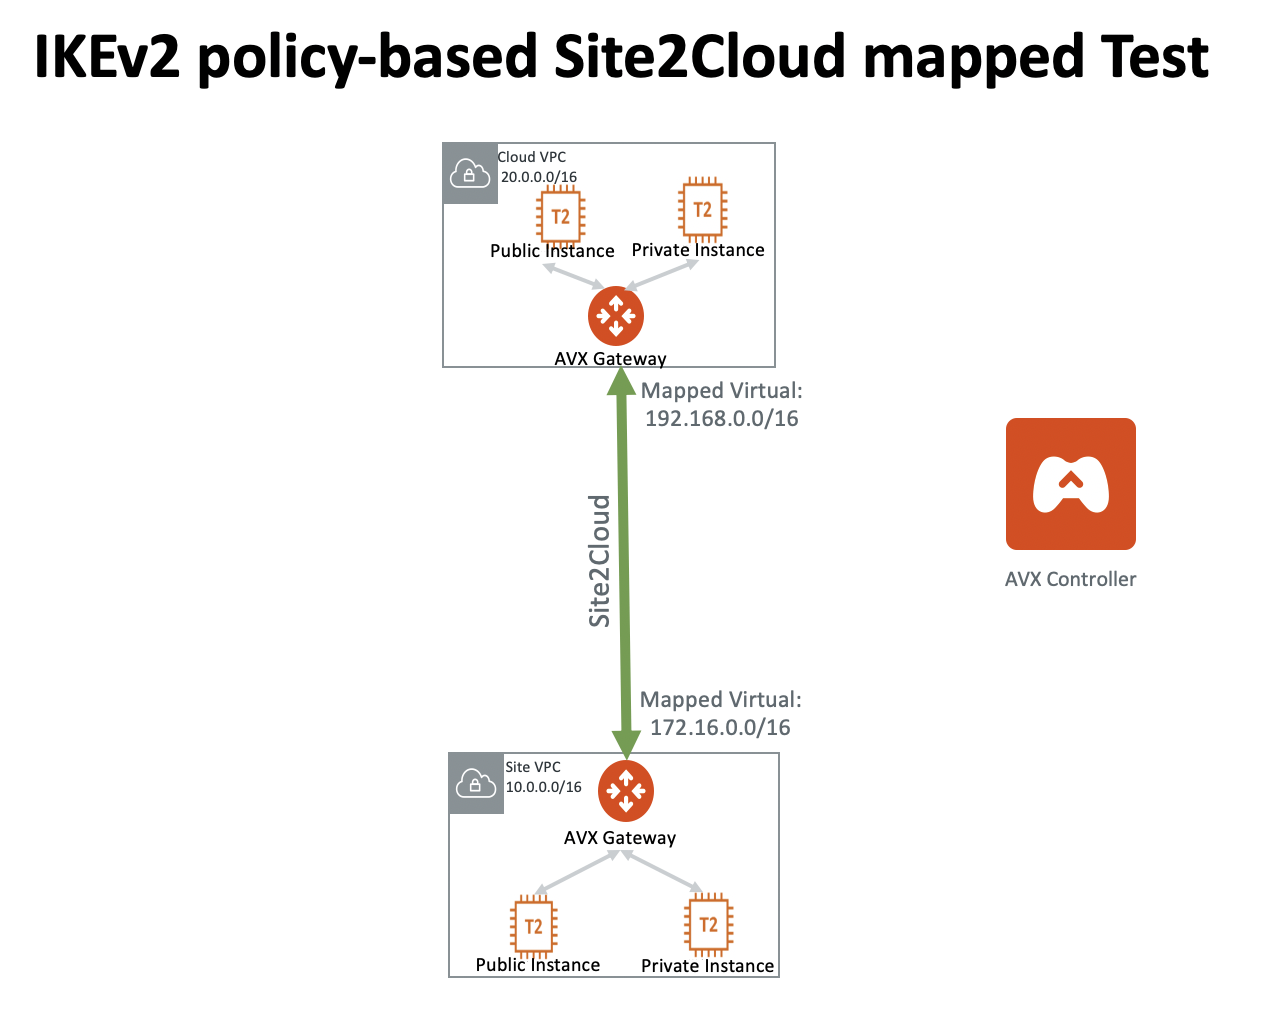 IKEv2 policy-based Site2Cloud mapped Test
Cloud VPC
20.0.0.0/16
T2
T2
Public Instance
Private Instance
AVX Gateway
Mapped Virtual:
192.168.0.0/16
Site2Cloud
AVX Controller
Mapped Virtual:
172.16.0.0/16
Site VPC
10.0.0.0/16
AVX Gateway
T2
T2
Public Instance
Private Instance